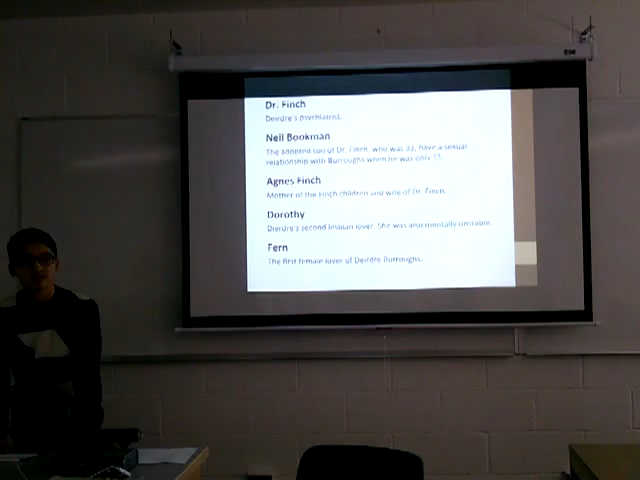 Dr. Finch
Deirdre's psychiatrist.
Neil Bookman
The adopted son of Dr. Finch, who was 33, have a sexual
relationship with Burroughs when he was only 13.
Agnes Finch
Mother of the Finch children and wife of Dr. Finch.
Dorothy
Dierdre's second lesbian lover. She was also mentally unstable.
Fern
The first female lover of Deirdre Burroughs.